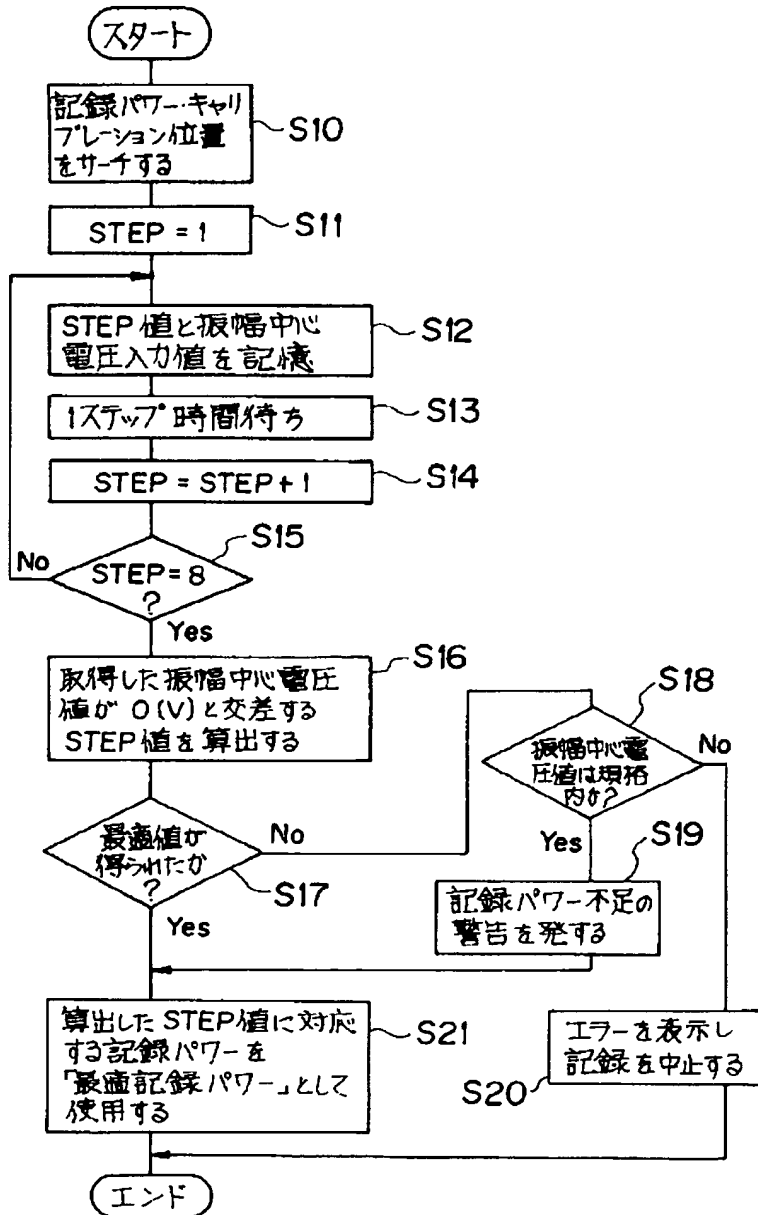 スタート
記録パワー・キャリ
ブレーション位置
をサーチする
S10
STEP = 1
S11
STEP値と振幅中心
電圧入力値を記憶
S12
1ステップ時間待ち
S13
STEP = STEP + 1
S14
S15
No
STEP = 8
?
Yes
取得した振幅中心電圧
値が 0(V)と交差する
STEP値を算出する
S16
最適値が
得られたか
?
No
S17
Yes
S18
振幅中心電
圧値は規格
内か?
No
Yes
S19
記録パワー不足の
警告を発する
算出したSTEP値に対応
する記録パワーを
「最適記録パワー」として
使用する
S21
エラーを表示し
記録を中止する
S20
エンド